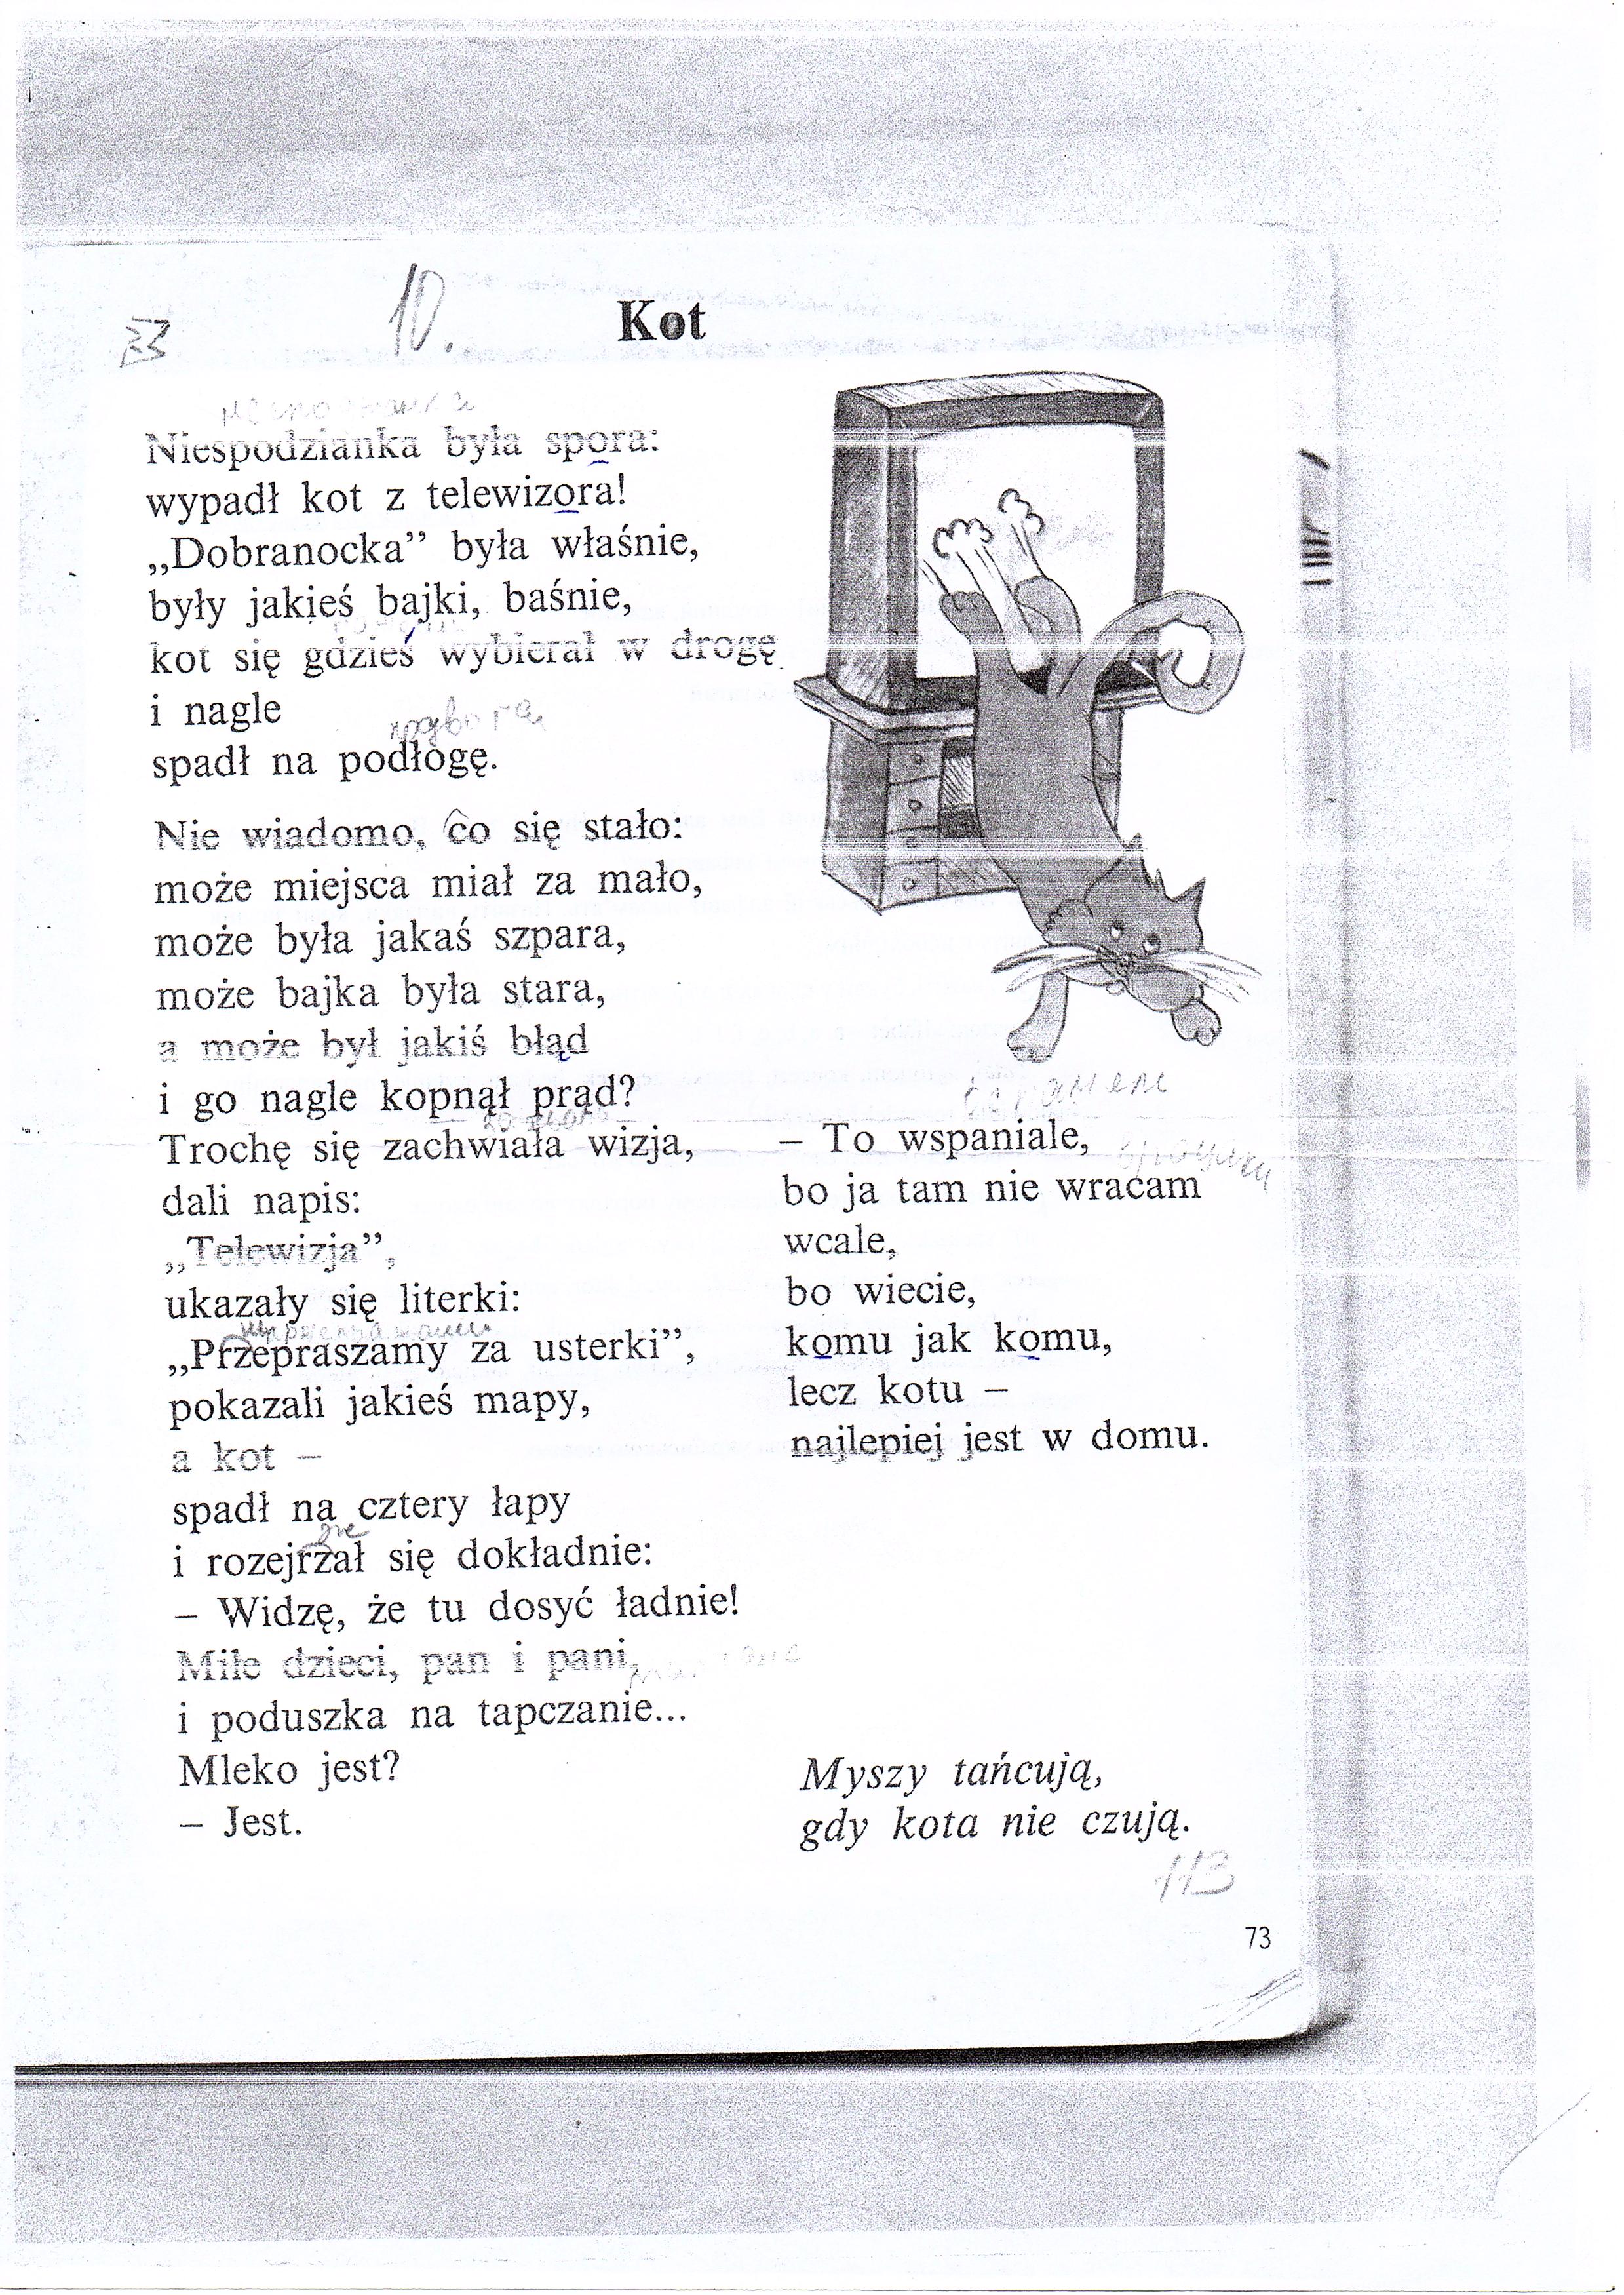 10.
Kot
Niespodzianka była spora:
wypadł kot z telewizora!
„Dobranocka” była właśnie,
były jakieś bajki, baśnie,
kot się gdzieś wybierał w drogę
i nagle
spadł na podłogę.
Nie wiadomo, co się stało:
może miejsca miał za mało,
może była jakaś szpara,
może bajka była stara,
a może był jakiś błąd
i go nagle kopnął prąd?
Trochę się zachwiała wizja,
dali napis:
„Telewizja”,
ukazały się literki:
„Przepraszamy za usterki”,
pokazali jakieś mapy,
a kot –
spadł na cztery łapy
i rozejrzał się dokładnie:
– Widzę, że tu dosyć ładnie!
Miłe dzieci, pan i pani,
i poduszka na tapczanie...
Mleko jest?
– Jest.
– To wspaniale,
bo ja tam nie wracam
wcale,
bo wiecie,
komu jak komu,
lecz kotu –
najlepiej jest w domu.
Myszy tańcują,
gdy kota nie czują.
113
73